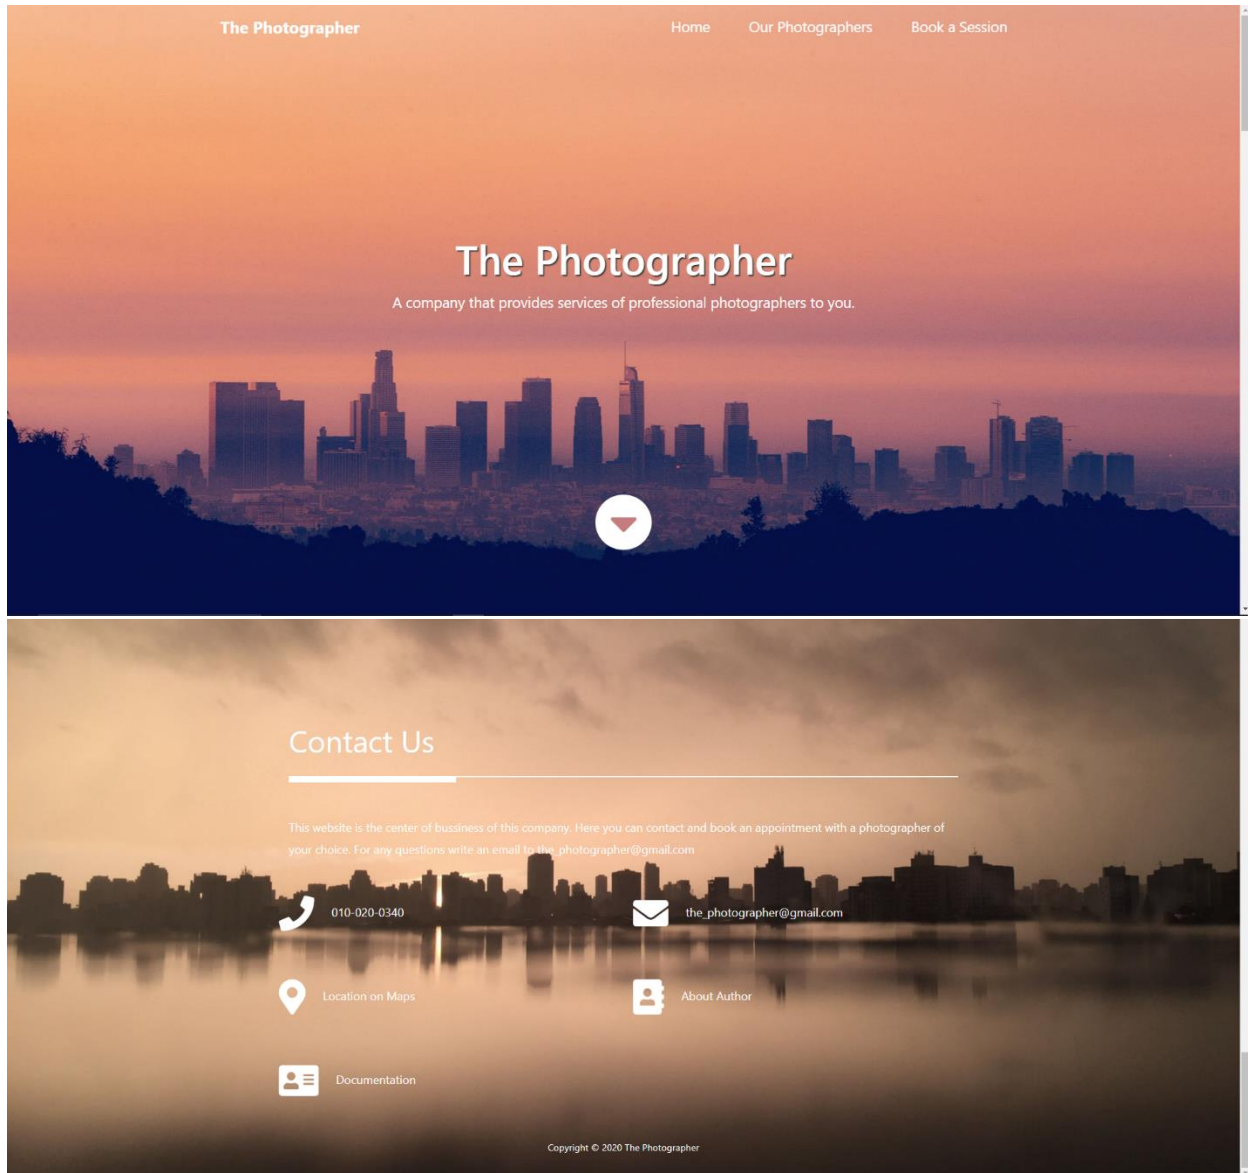 The Photographer
Home
Our Photographers
Book a Session
The Photographer
A company that provides services of professional photographers to you.
Contact Us
This website is the center of bussiness of this company. Here you can contact and book an appointment with a photographer of
your choice. For any questions write an email to the_photographer@gmail.com
010-020-0340
the_photographer@gmail.com
Location on Maps
About Author
Documentation
Copyright © 2020 The Photographer